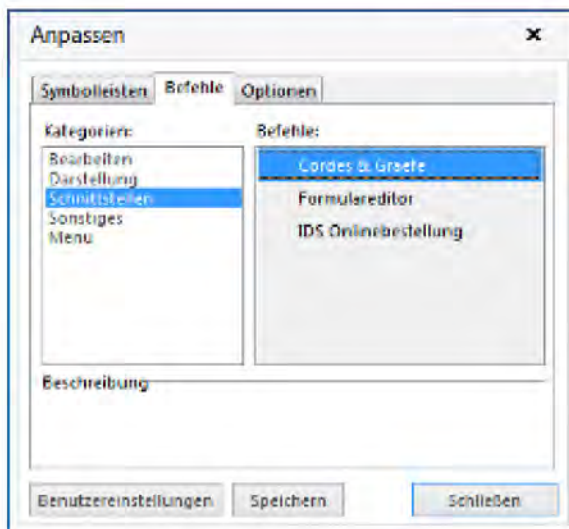 Anpassen
Symbolleisten Befehle Optionen
Kategorien: Befehle:
Bearbeiten
Darstellung
Schnittstellen
Sonstiges
Menü
Cordes & Graefe
Formulareditor
IDS Onlinebestellung
Beschreibung
Benutzereinstellungen Speichern Schließen